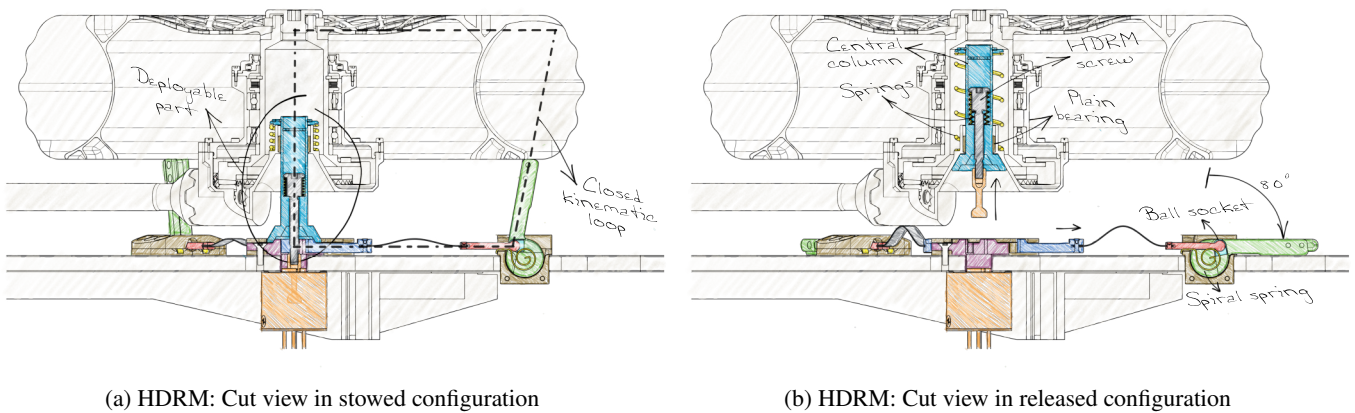 Deployable
part
Closed
kinematic
loop
Central
column
HDRM
screw
Springs
Plain
bearing
80°
Ball socket
Spiral spring
(a) HDRM: Cut view in stowed configuration
(b) HDRM: Cut view in released configuration